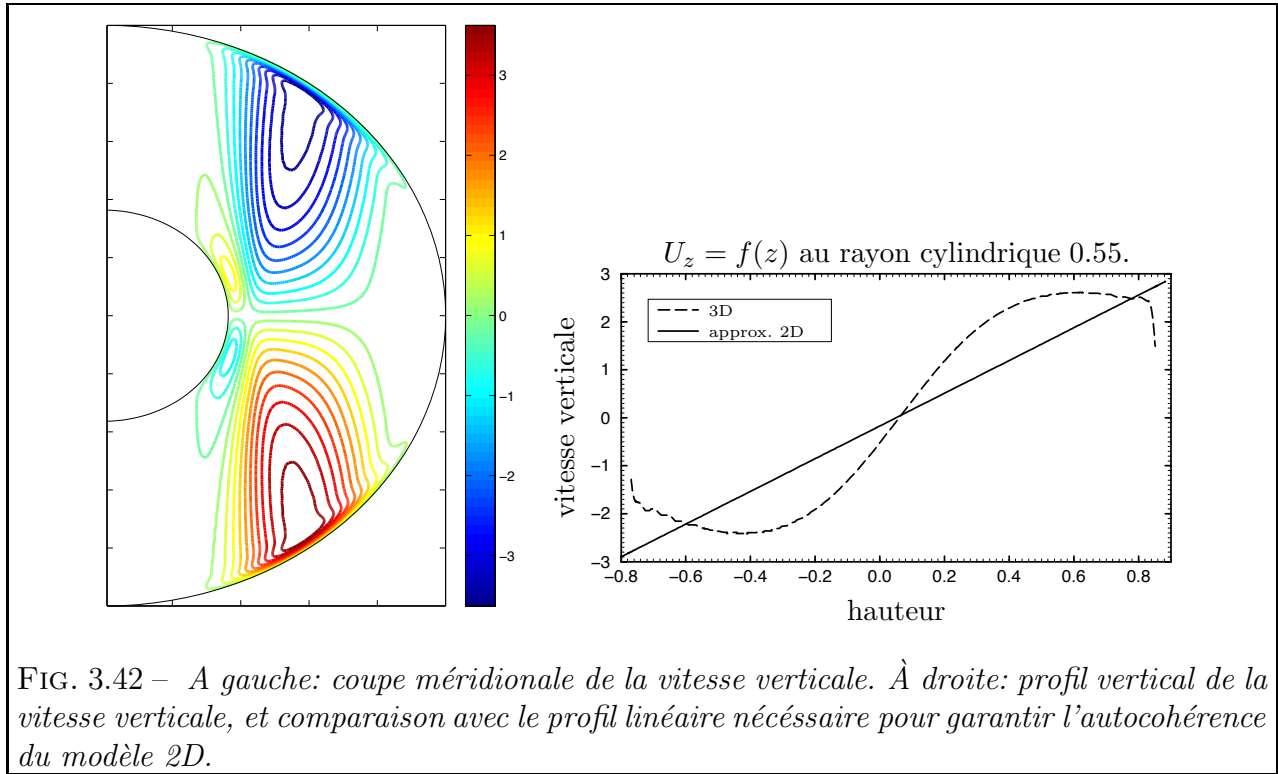 3
2
1
0
−1
−2
−3
U_z = f(z) au rayon cylindrique 0.55.
3
2
1
0
−1
−2
−3
vitesse verticale
3D
approx. 2D
−0.8 −0.6 −0.4 −0.2 0.0 0.2 0.4 0.6 0.8
hauteur
FIG. 3.42 – A gauche: coupe méridionale de la vitesse verticale. À droite: profil vertical de la
vitesse verticale, et comparaison avec le profil linéaire nécéssaire pour garantir l'autocohérence
du modèle 2D.